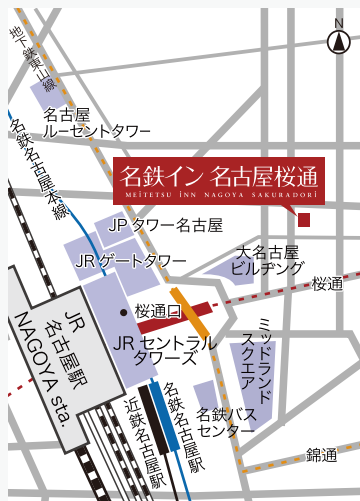 N
地下鉄東山線
名古屋
ルーセントタワー
名鉄名古屋本線
名鉄イン 名古屋桜通
MEiTETSU iNN NAGOYA SAKURADORi
JPタワー名古屋
JRゲートタワー
大名古屋
ビルヂング
桜通
桜通口
JR
名古屋駅
NAGOYA sta.
JRセントラル
タワーズ
ミッドランド
スクエア
名鉄バス
センター
名鉄名古屋駅
近鉄名古屋駅
錦通